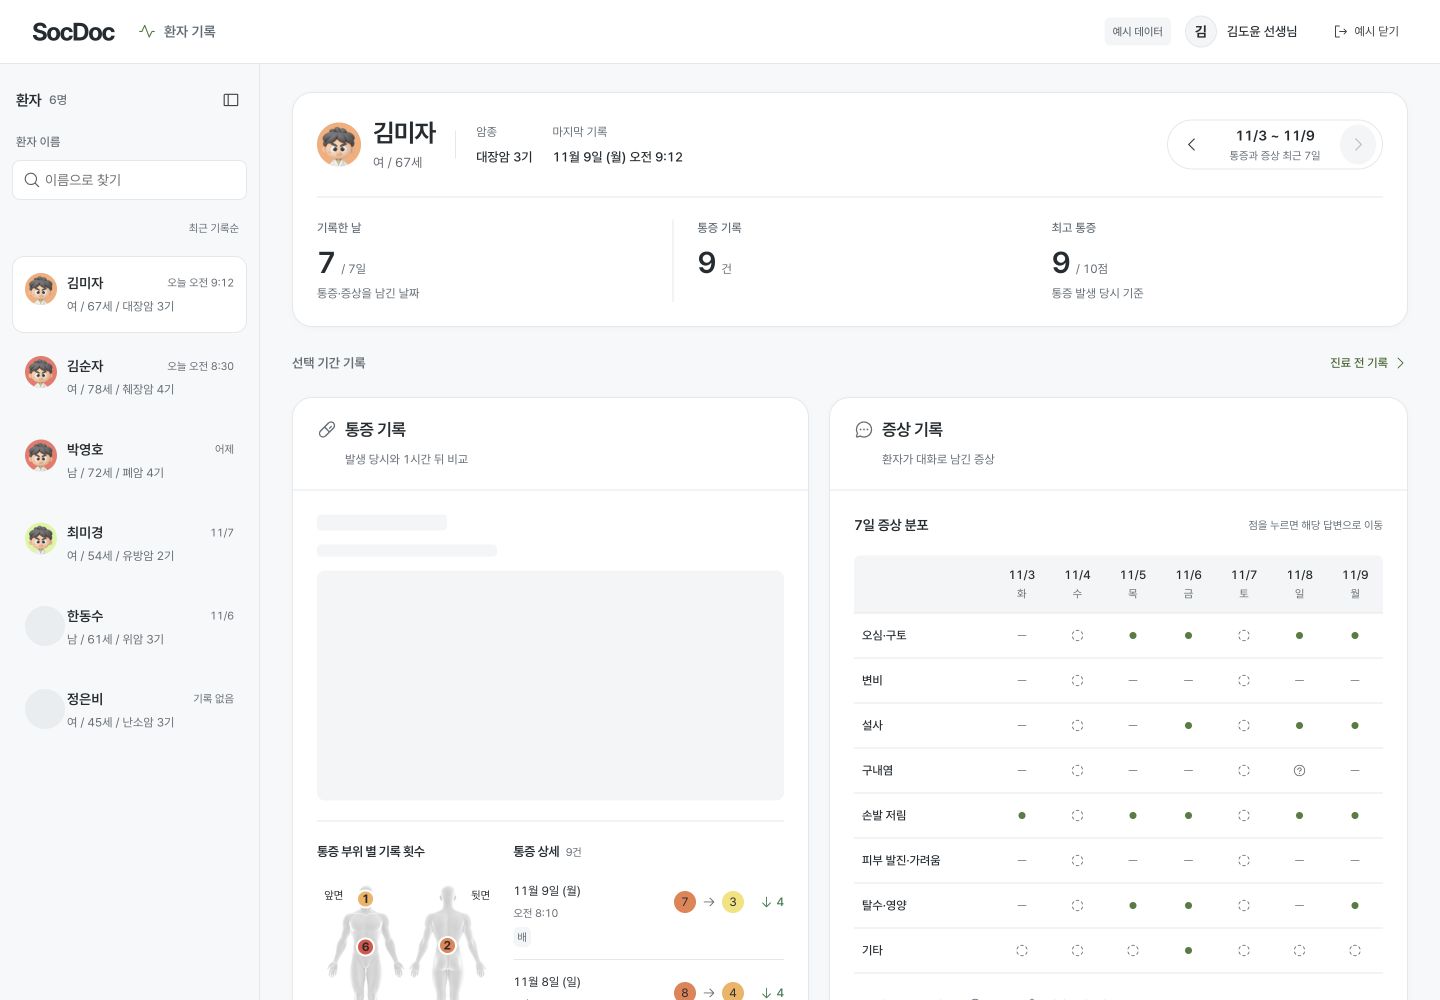 SocDoc
환자 기록
예시 데이터
김
김도윤 선생님
예시 닫기
환자 6명
환자 이름
이름으로 찾기
최근 기록순
김미자 오늘 오전 9:12
여 / 67세 / 대장암 3기
김순자 오늘 오전 8:30
여 / 78세 / 췌장암 4기
박영호 어제
남 / 72세 / 폐암 4기
최미경 11/7
여 / 54세 / 유방암 2기
한동수 11/6
남 / 61세 / 위암 3기
정은비 기록 없음
여 / 45세 / 난소암 3기
김미자
여 / 67세
암종
대장암 3기
마지막 기록
11월 9일 (월) 오전 9:12
11/3 ~ 11/9
통증과 증상 최근 7일
기록한 날
7 / 7일
통증·증상을 남긴 날짜
통증 기록
9 건
최고 통증
9 / 10점
통증 발생 당시 기준
선택 기간 기록
진료 전 기록
통증 기록
발생 당시와 1시간 뒤 비교
통증 부위 별 기록 횟수
앞면
뒷면
1
6
2
통증 상세 9건
11월 9일 (월)
오전 8:10
배
7 → 3 ↓ 4
11월 8일 (일)
8 → 4 ↓ 4
증상 기록
환자가 대화로 남긴 증상
7일 증상 분포
점을 누르면 해당 답변으로 이동
11/3 11/4 11/5 11/6 11/7 11/8 11/9
화 수 목 금 토 일 월
오심·구토
변비
설사
구내염
손발 저림
피부 발진·가려움
탈수·영양
기타